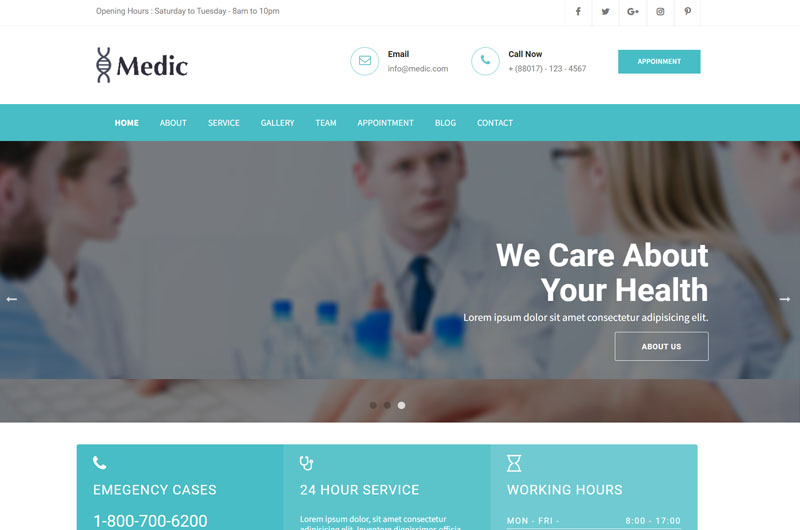 Opening Hours : Saturday to Tuesday - 8am to 10pm
Medic
Email
info@medic.com
Call Now
+ (88017) - 123 - 4567
APPOINMENT
HOME ABOUT SERVICE GALLERY TEAM APPOINTMENT BLOG CONTACT
We Care About
Your Health
Lorem ipsum dolor sit amet consectetur adipisicing elit.
ABOUT US
EMEGENCY CASES
1-800-700-6200
24 HOUR SERVICE
Lorem ipsum dolor sit amet, consectetur
adipisicing elit. Inventore dignissimos officia
WORKING HOURS
MON - FRI - 8:00 - 17:00